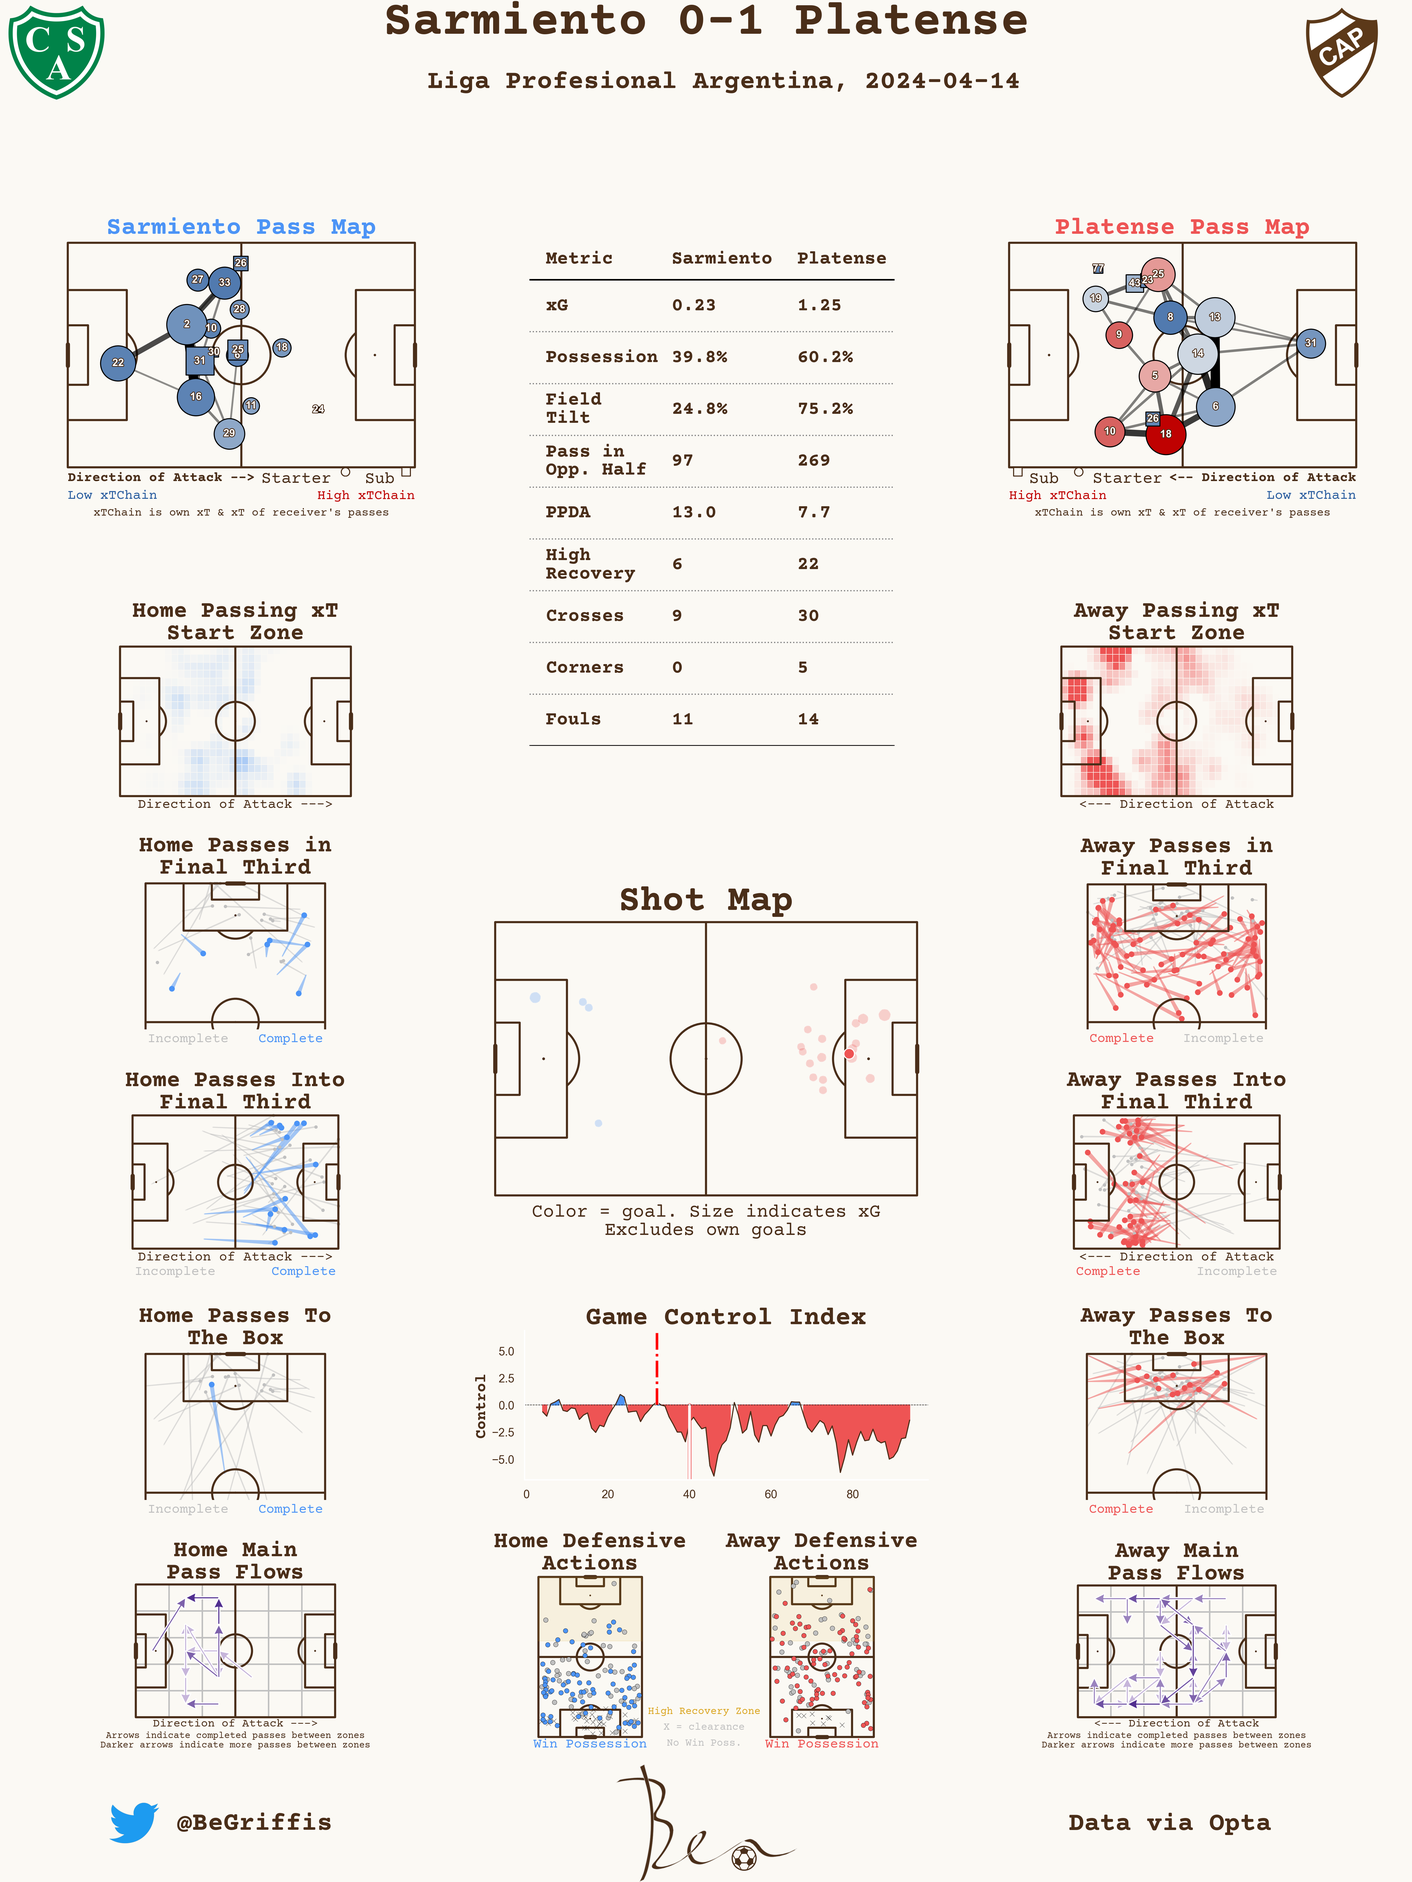 Sarmiento 0-1 Platense
Liga Profesional Argentina, 2024-04-14
CSA
CAP
Sarmiento Pass Map
26
27
33
28
2
10
18
30
25
6
31
22
16
11
24
29
Direction of Attack --> Starter Sub
Low xTChain High xTChain
xTChain is own xT & xT of receiver's passes
Metric Sarmiento Platense
xG 0.23 1.25
Possession 39.8% 60.2%
Field
Tilt 24.8% 75.2%
Pass in
Opp. Half 97 269
PPDA 13.0 7.7
High
Recovery 6 22
Crosses 9 30
Corners 0 5
Fouls 11 14
Platense Pass Map
77
25
23
43
19
8
13
9
31
14
5
6
26
10
18
Sub Starter <-- Direction of Attack
High xTChain Low xTChain
xTChain is own xT & xT of receiver's passes
Home Passing xT
Start Zone
Direction of Attack --->
Away Passing xT
Start Zone
<--- Direction of Attack
Home Passes in
Final Third
Incomplete Complete
Away Passes in
Final Third
Complete Incomplete
Shot Map
Color = goal. Size indicates xG
Excludes own goals
Home Passes Into
Final Third
Direction of Attack --->
Incomplete Complete
Away Passes Into
Final Third
<--- Direction of Attack
Complete Incomplete
Home Passes To
The Box
Incomplete Complete
Game Control Index
Control
5.0
2.5
0.0
−2.5
−5.0
0 20 40 60 80
Away Passes To
The Box
Complete Incomplete
Home Main
Pass Flows
Direction of Attack --->
Arrows indicate completed passes between zones
Darker arrows indicate more passes between zones
Home Defensive
Actions
Win Possession
Away Defensive
Actions
Win Possession
High Recovery Zone
X = clearance
No Win Poss.
Away Main
Pass Flows
<--- Direction of Attack
Arrows indicate completed passes between zones
Darker arrows indicate more passes between zones
@BeGriffis
Ben
Data via Opta